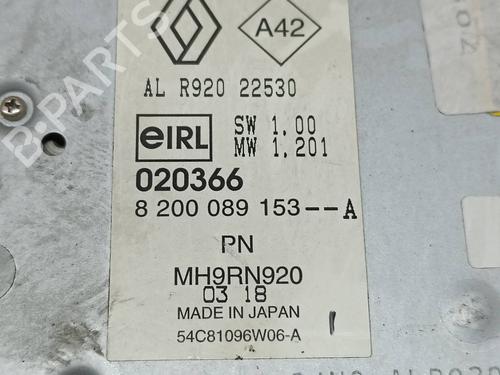 A42
AL R920 22530
eIRL SW 1.00
MW 1,201
020366
8 200 089 153--A
PN
MH9RN920
03 18
MADE IN JAPAN
54C81096W06-A
B-PARTS